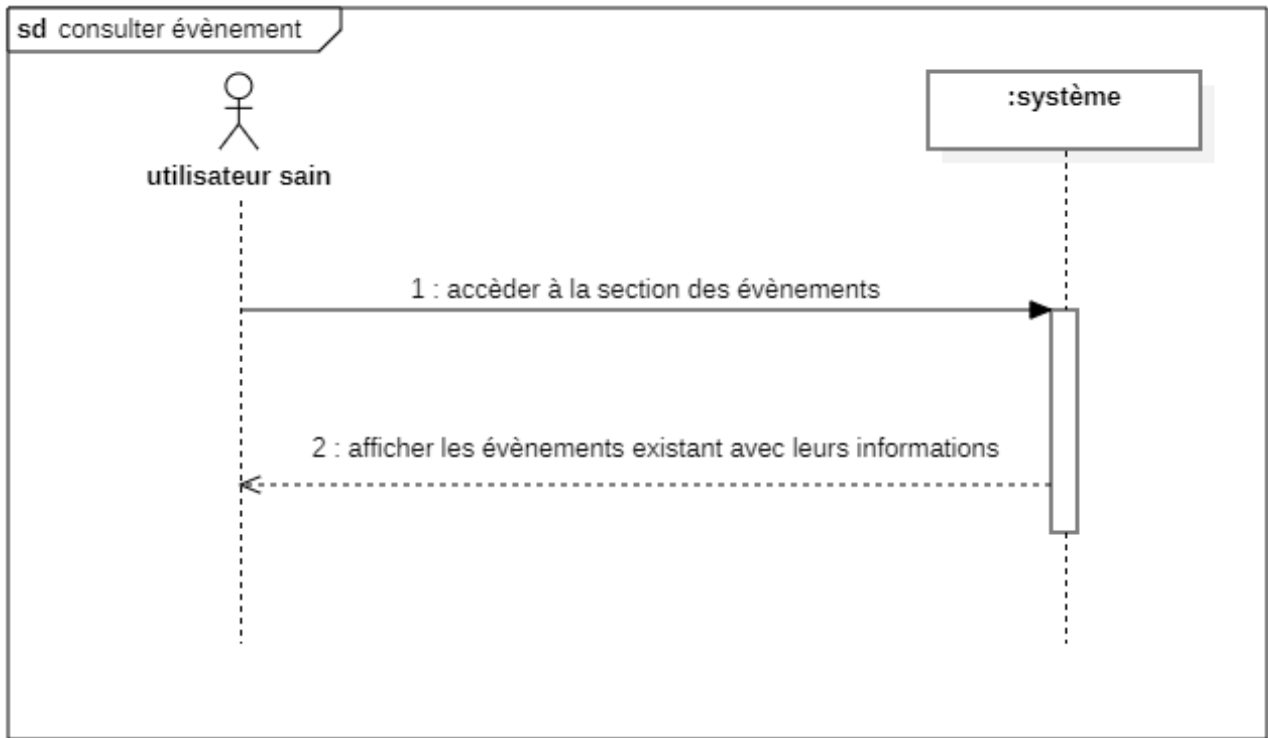 sd consulter évènement
utilisateur sain
:système
1 : accèder à la section des évènements
2 : afficher les évènements existant avec leurs informations